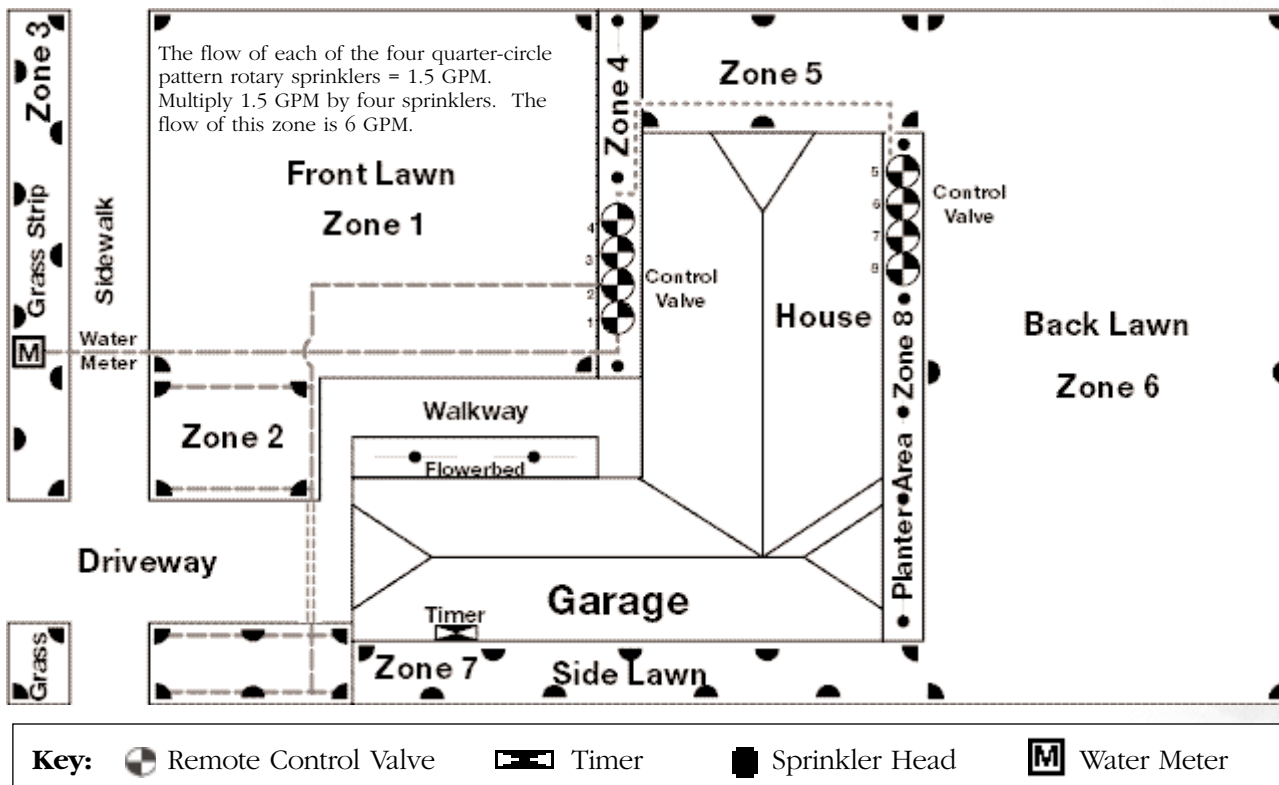 Zone 3
Grass Strip
Sidewalk
The flow of each of the four quarter-circle
pattern rotary sprinklers = 1.5 GPM.
Multiply 1.5 GPM by four sprinklers. The
flow of this zone is 6 GPM.
Front Lawn
Zone 1
Zone 4
Zone 5
4
3
2
1
Control
Valve
5
6
7
8
Control
Valve
House
Planter Area Zone 8
Back Lawn
Zone 6
M
Water
Meter
Zone 2
Walkway
Flowerbed
Driveway
Garage
Timer
Grass
Zone 7
Side Lawn
Key: Remote Control Valve Timer Sprinkler Head M Water Meter